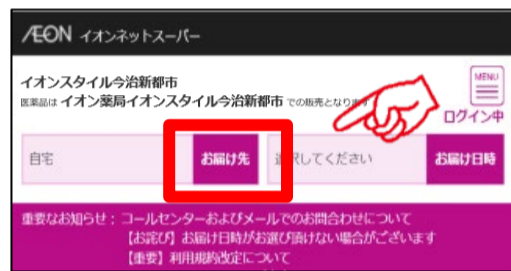 ÆON イオンネットスーパー
イオンスタイル今治新都市
医薬品は イオン薬局イオンスタイル今治新都市 での販売となります
MENU
ログイン中
自宅
お届け先
選択してください
お届け日時
重要なお知らせ: コールセンターおよびメールでのお問合わせについて
【お詫び】お届け日時がお選び頂けない場合がございます
【重要】利用規約改定について